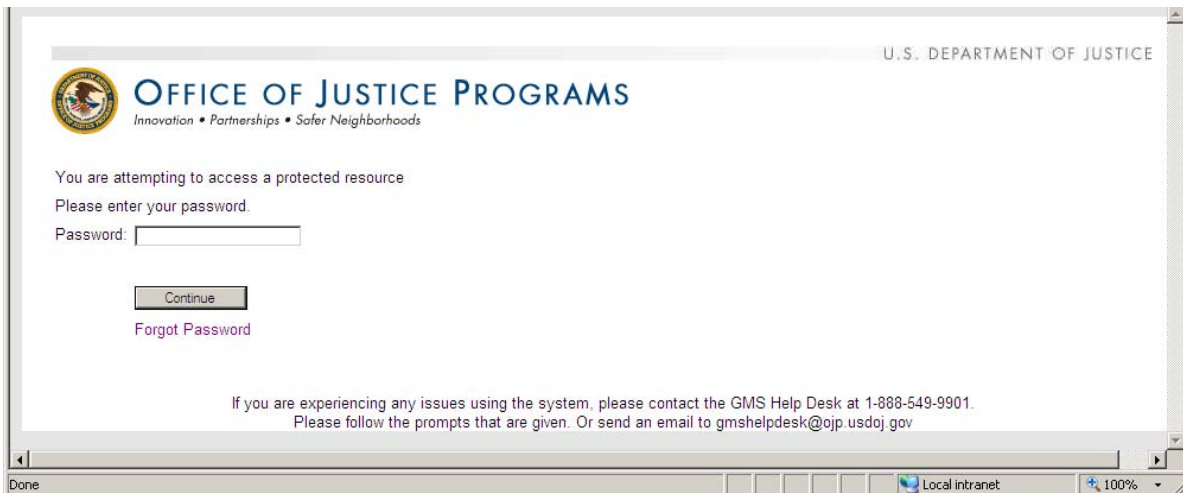 U.S. DEPARTMENT OF JUSTICE
OFFICE OF JUSTICE PROGRAMS
Innovation • Partnerships • Safer Neighborhoods
You are attempting to access a protected resource
Please enter your password.
Password:
Continue
Forgot Password
If you are experiencing any issues using the system, please contact the GMS Help Desk at 1-888-549-9901.
Please follow the prompts that are given. Or send an email to gmshelpdesk@ojp.usdoj.gov
Done Local intranet 100%